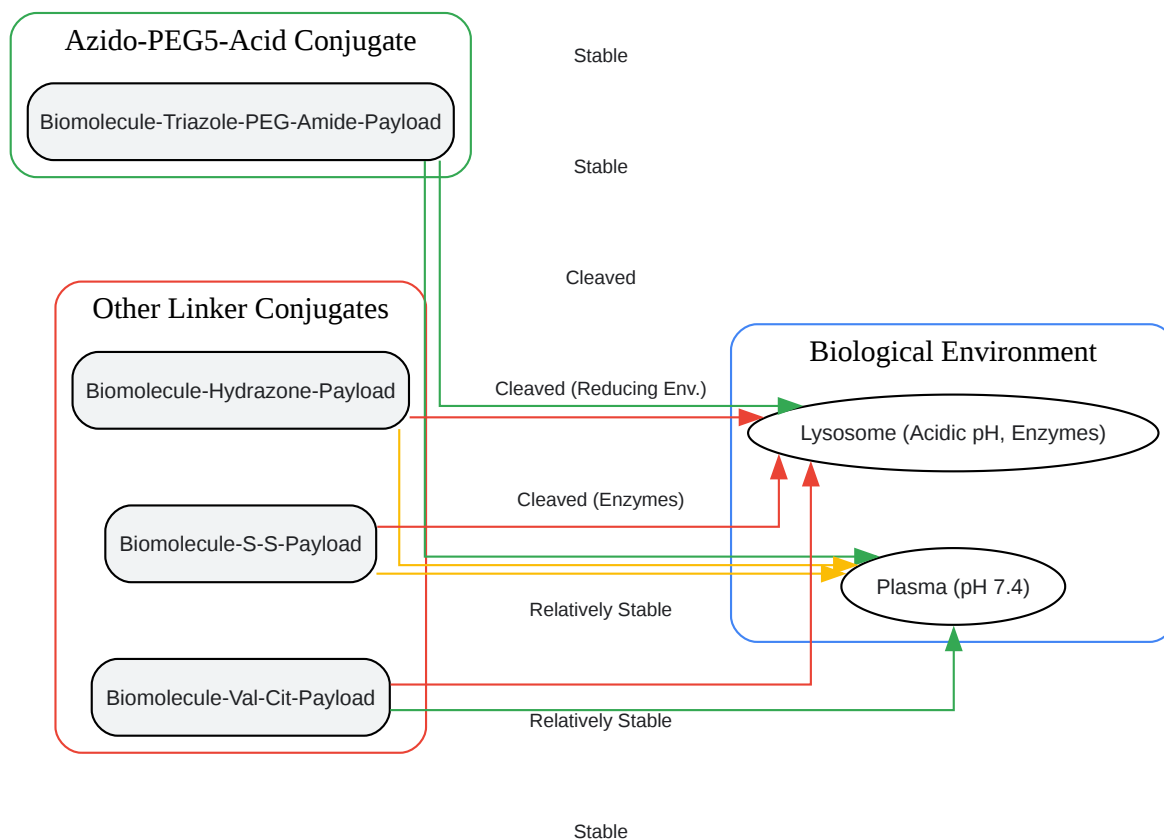 Azido-PEG5-Acid Conjugate
Biomolecule-Triazole-PEG-Amide-Payload
Stable
Stable
Cleaved
Other Linker Conjugates
Biomolecule-Hydrazone-Payload
Biomolecule-S-S-Payload
Biomolecule-Val-Cit-Payload
Cleaved (Reducing Env.)
Cleaved (Enzymes)
Relatively Stable
Relatively Stable
Stable
Biological Environment
Lysosome (Acidic pH, Enzymes)
Plasma (pH 7.4)